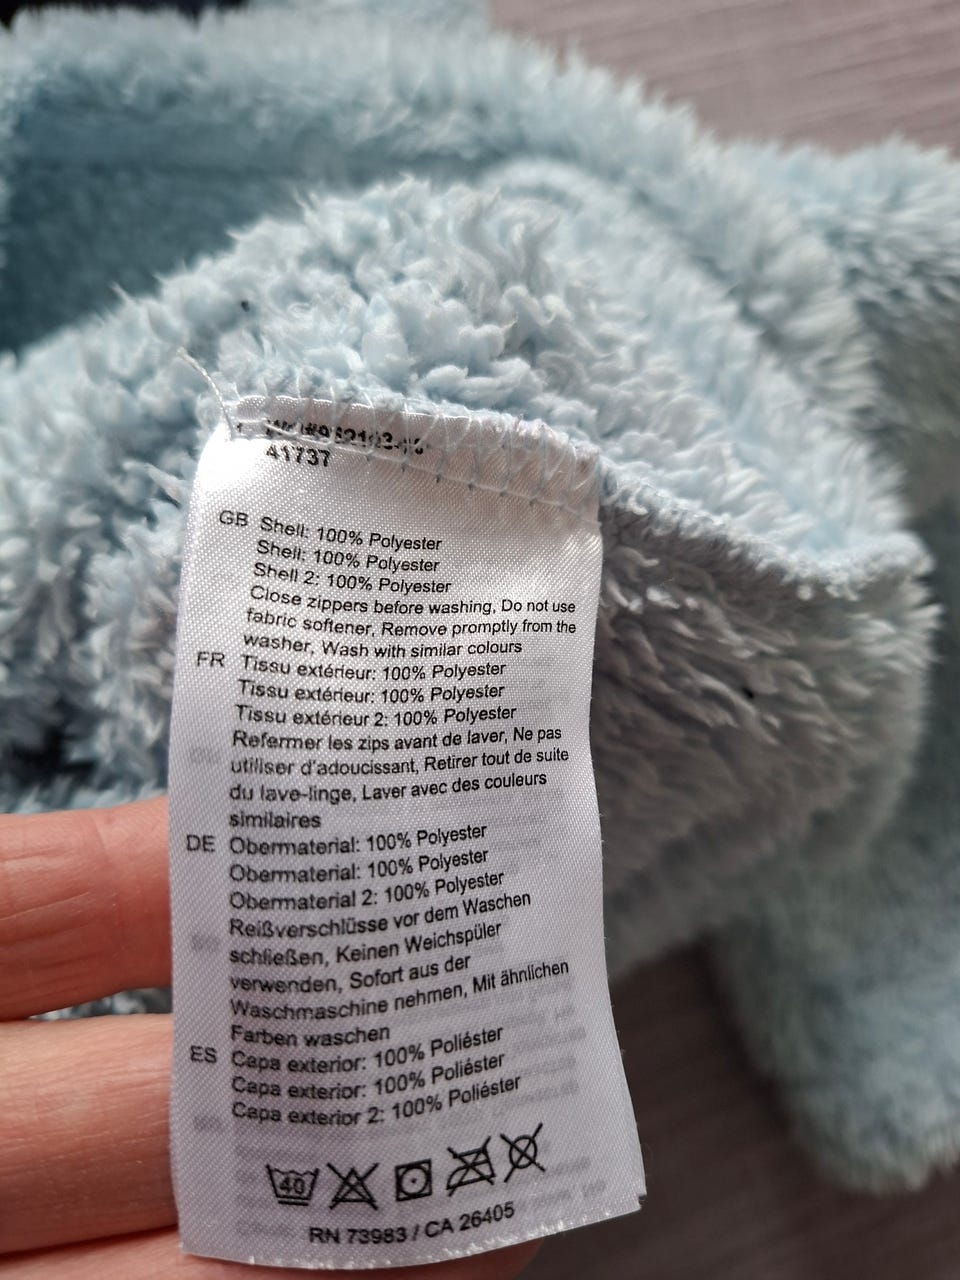 41737
GB Shell: 100% Polyester
Shell: 100% Polyester
Shell 2: 100% Polyester
Close zippers before washing, Do not use
fabric softener, Remove promptly from the
washer, Wash with similar colours
FR Tissu extérieur: 100% Polyester
Tissu extérieur: 100% Polyester
Tissu extérieur 2: 100% Polyester
Refermer les zips avant de laver, Ne pas
utiliser d'adoucissant, Retirer tout de suite
du lave-linge, Laver avec des couleurs
similaires
DE Obermaterial: 100% Polyester
Obermaterial: 100% Polyester
Obermaterial 2: 100% Polyester
Reißverschlüsse vor dem Waschen
schließen, Keinen Weichspüler
verwenden, Sofort aus der
Waschmaschine nehmen, Mit ähnlichen
Farben waschen
ES Capa exterior: 100% Poliéster
Capa exterior: 100% Poliéster
Capa exterior 2: 100% Poliéster
40
RN 73983 / CA 26405